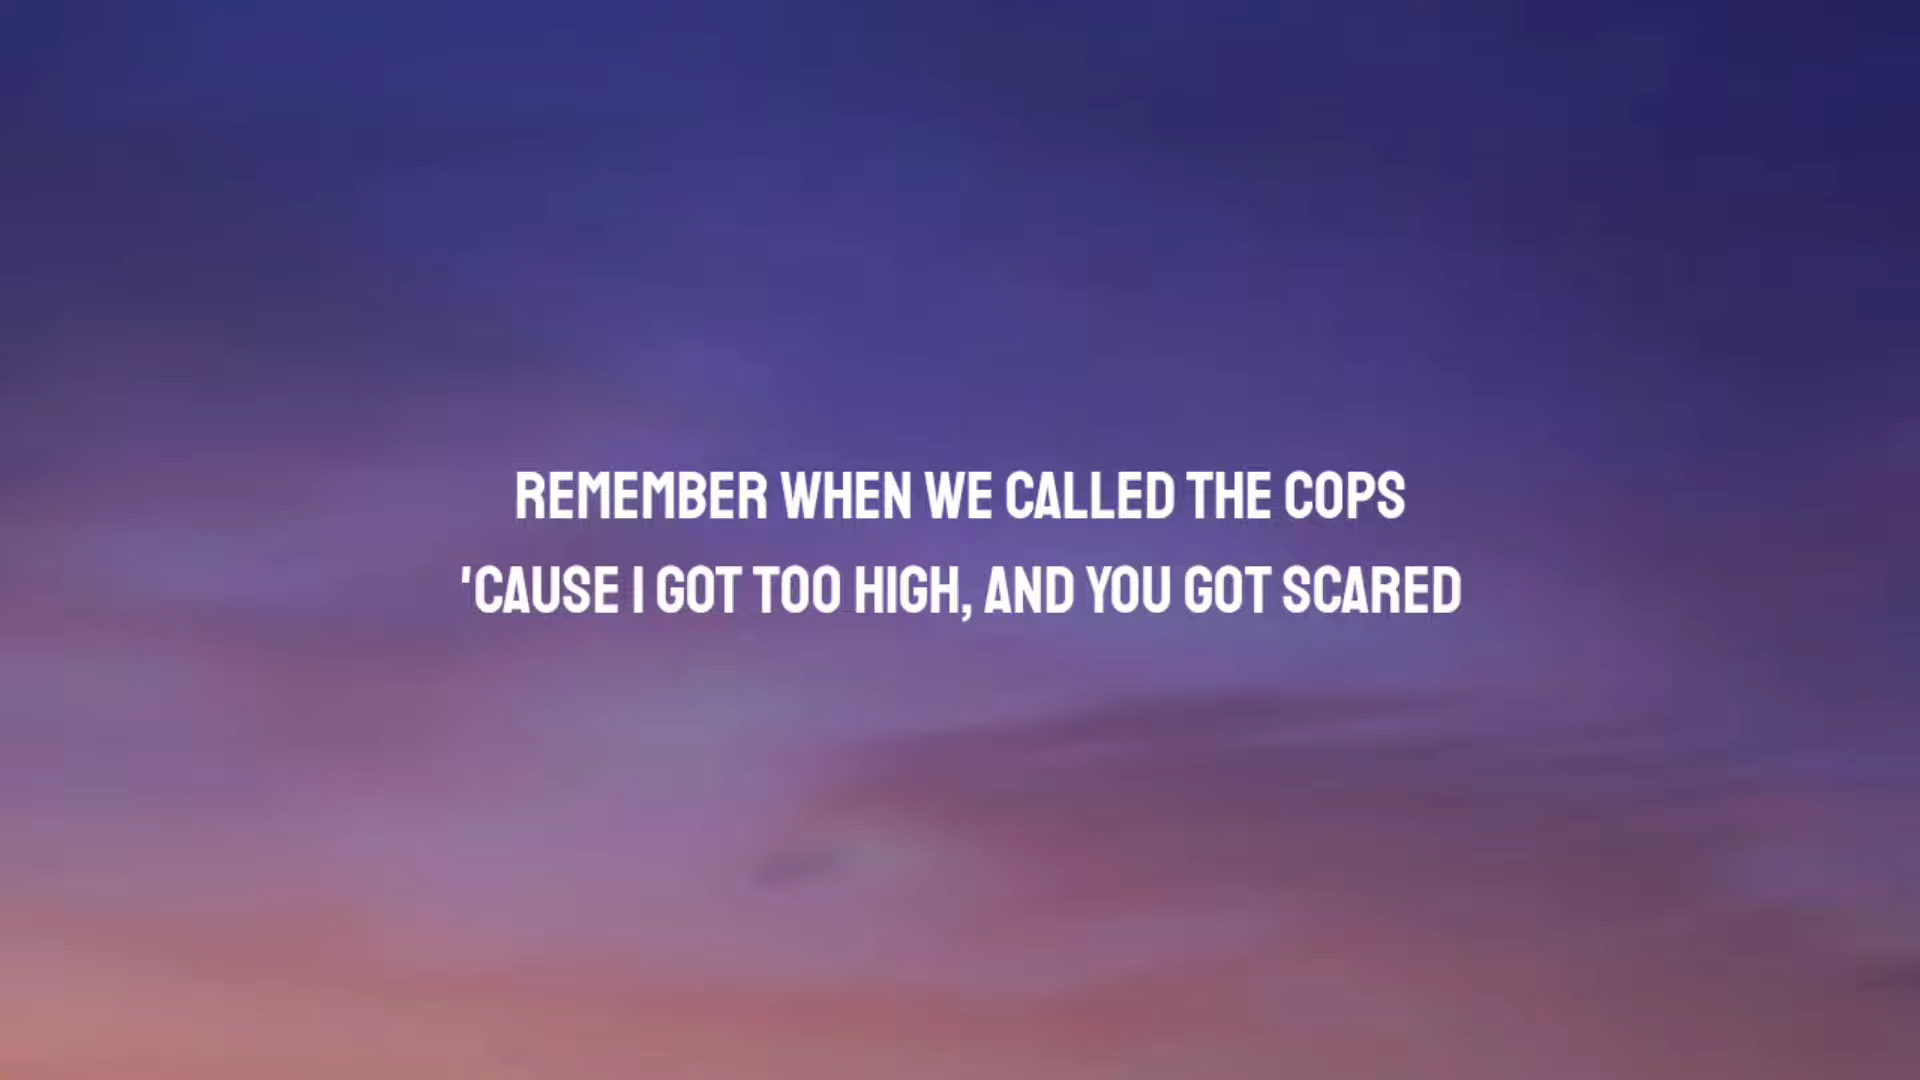 REMEMBER WHEN WE CALLED THE COPS
'CAUSE I GOT TOO HIGH, AND YOU GOT SCARED